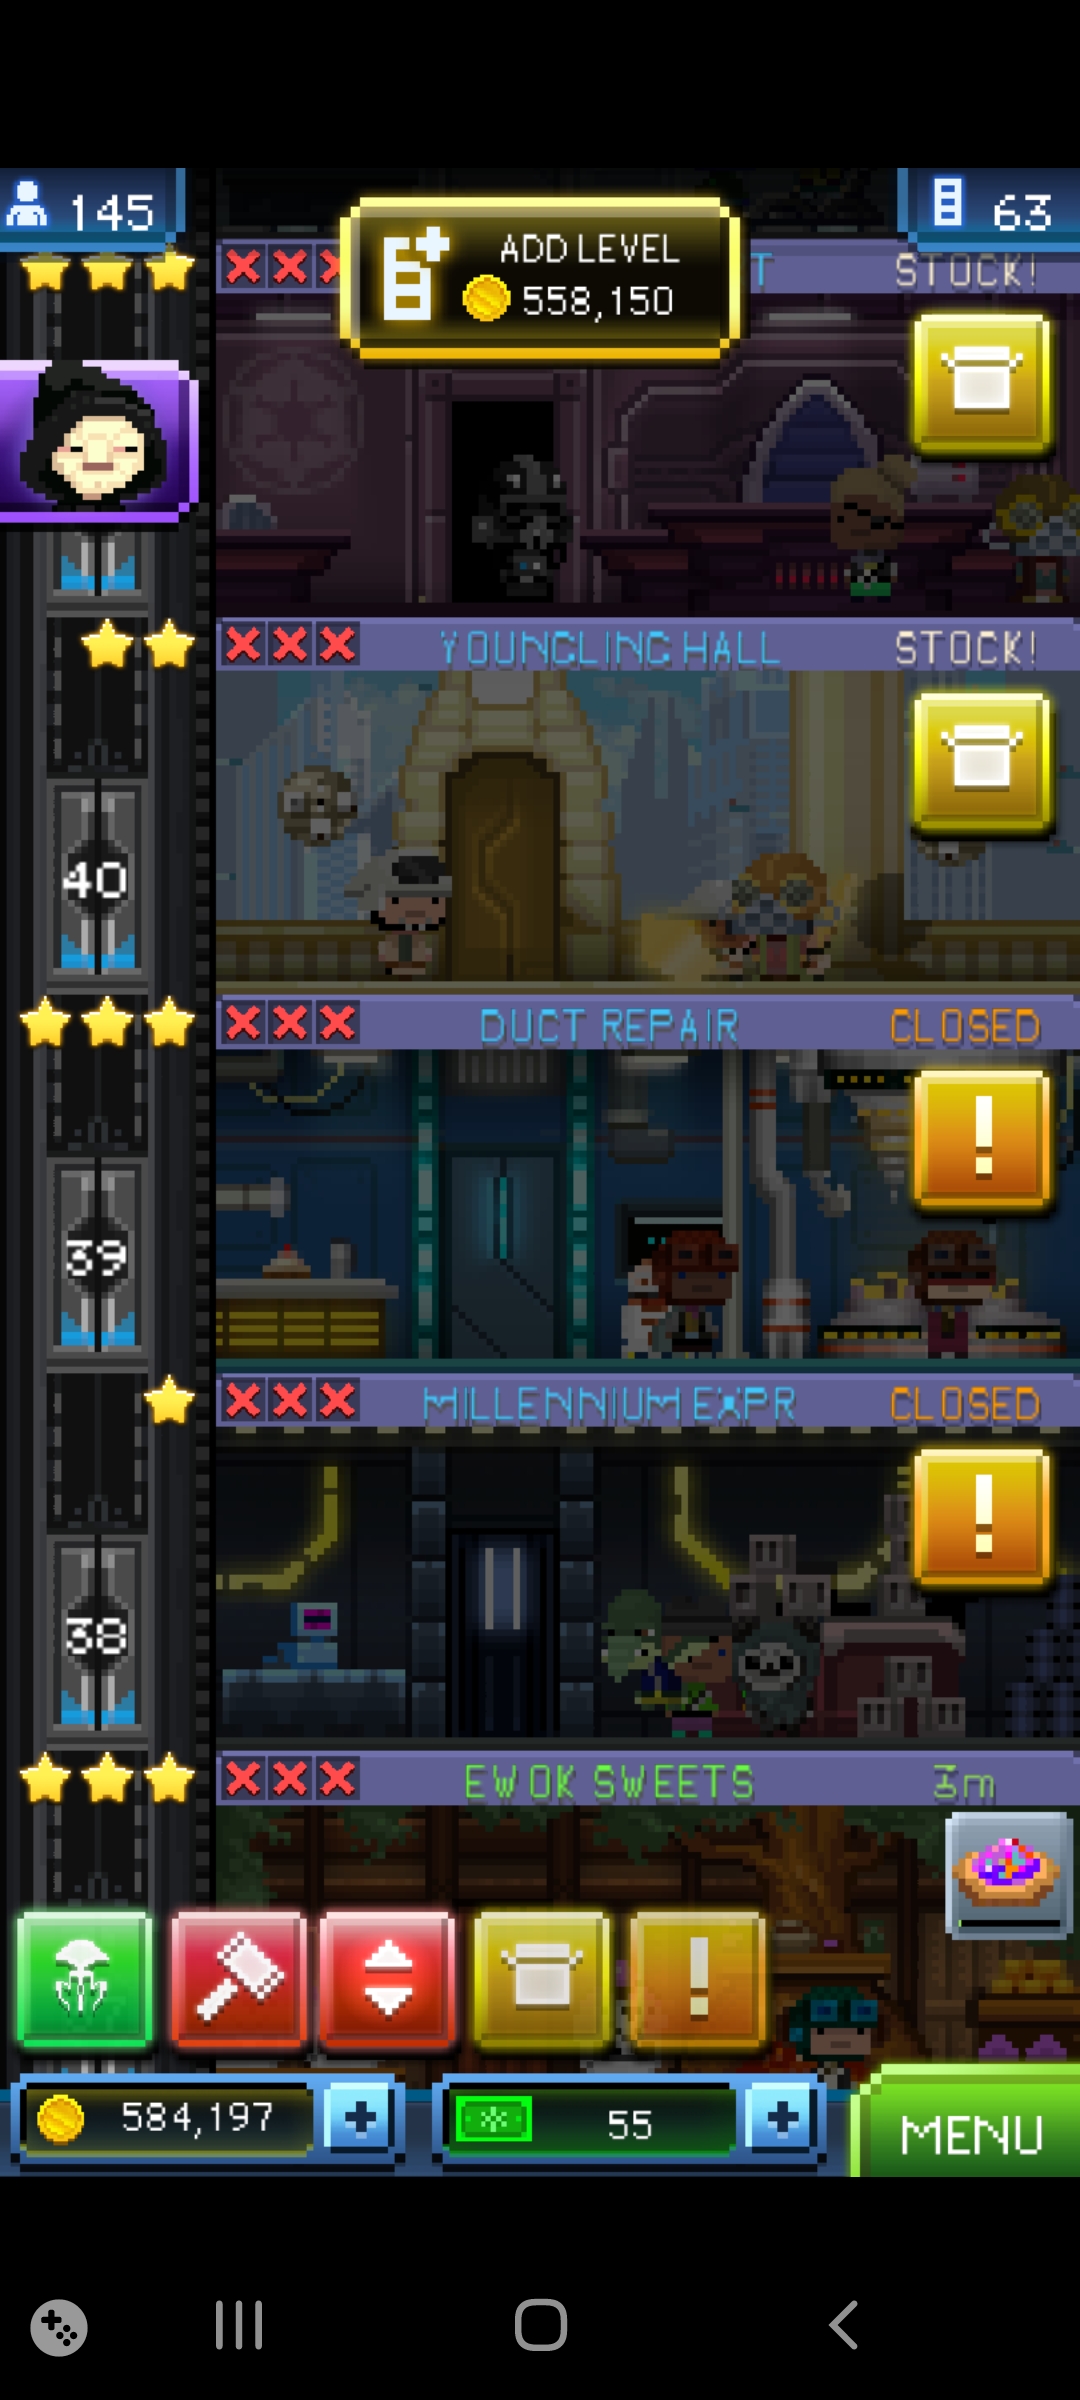 145
63
ADD LEVEL
558,150
T
STOCK!
YOUNGLING HALL
STOCK!
40
DUCT REPAIR
CLOSED
39
MILLENNIUM EXPR
CLOSED
38
EWOK SWEETS
3m
584,197
55
MENU